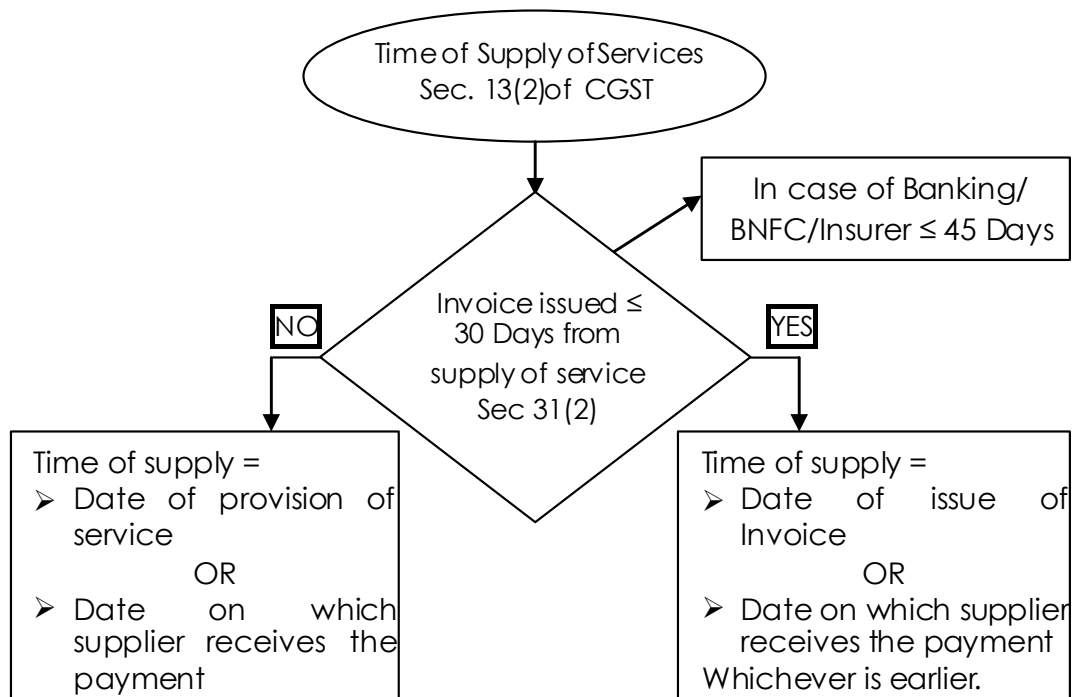 Time of Supply of Services
Sec. 13(2)of CGST
In case of Banking/
BNFC/Insurer ≤ 45 Days
Invoice issued ≤
30 Days from
supply of service
Sec 31(2)
NO
YES
Time of supply =
➢ Date of provision of
service
OR
➢ Date on which
supplier receives the
payment
Time of supply =
➢ Date of issue of
Invoice
OR
➢ Date on which supplier
receives the payment
Whichever is earlier.